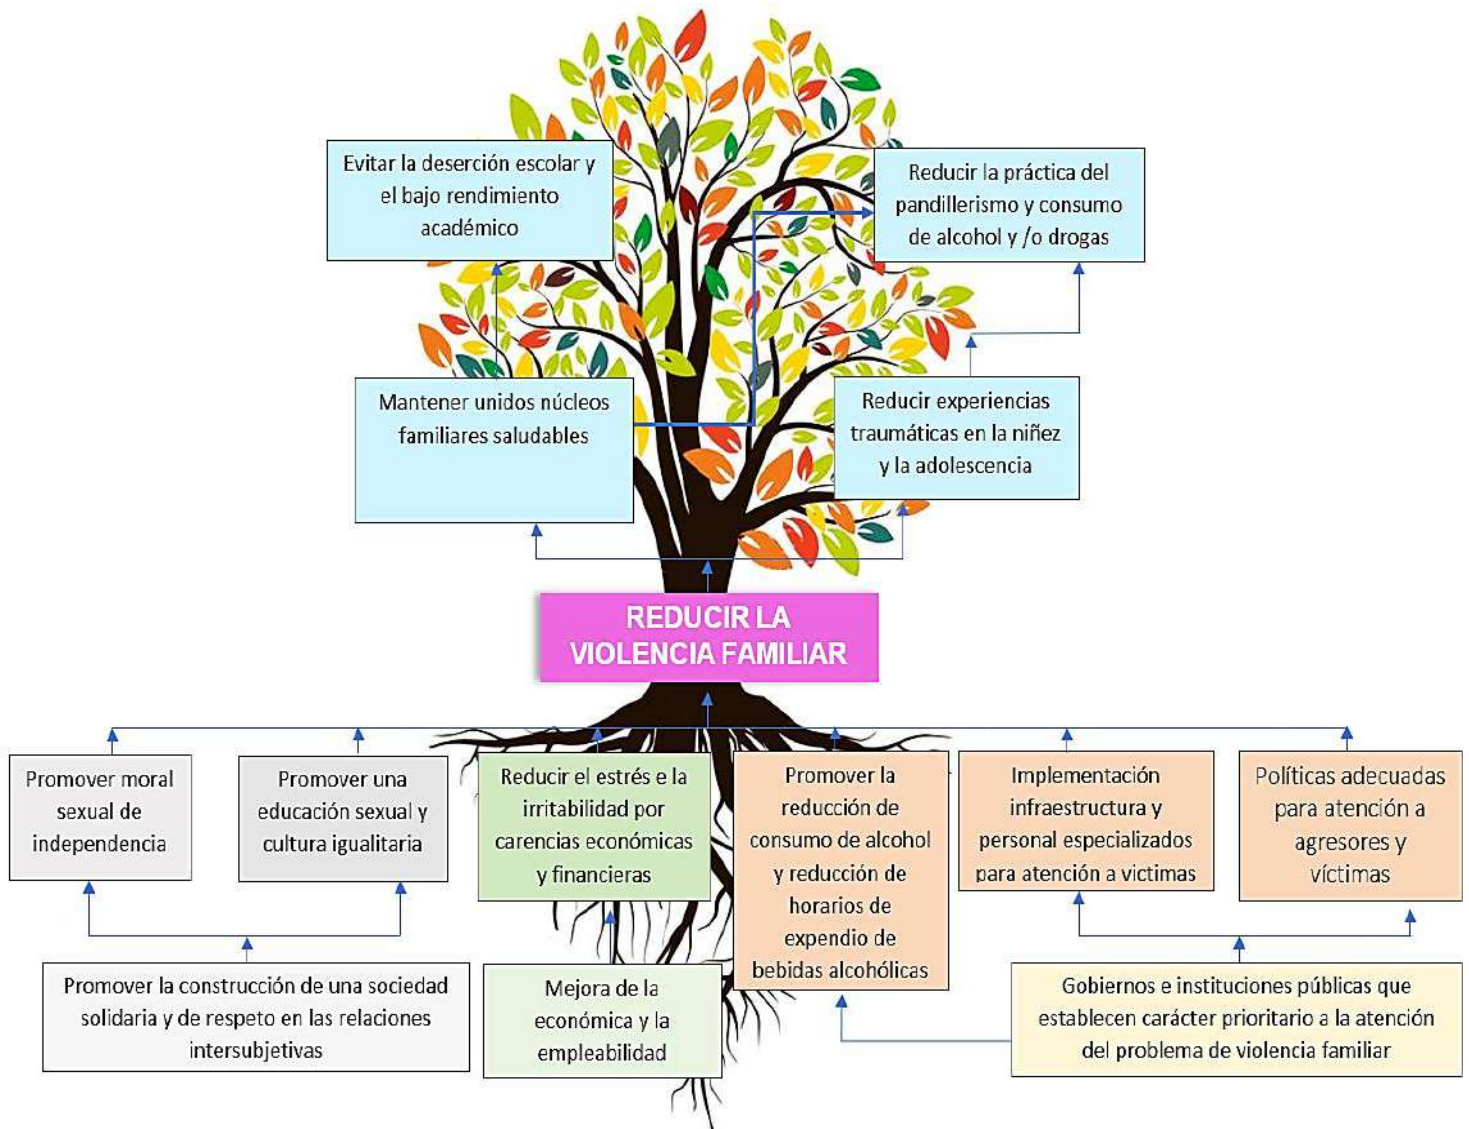 Evitar la deserción escolar y
el bajo rendimiento
académico
Reducir la práctica del
pandillerismo y consumo
de alcohol y /o drogas
Mantener unidos núcleos
familiares saludables
Reducir experiencias
traumáticas en la niñez
y la adolescencia
REDUCIR LA
VIOLENCIA FAMILIAR
Promover moral
sexual de
independencia
Promover una
educación sexual y
cultura igualitaria
Reducir el estrés e la
irritabilidad por
carencias económicas
y financieras
Promover la
reducción de
consumo de alcohol
y reducción de
horarios de
expendio de
bebidas alcohólicas
Implementación
infraestructura y
personal especializados
para atención a victimas
Políticas adecuadas
para atención a
agresores y
víctimas
Promover la construcción de una sociedad
solidaria y de respeto en las relaciones
intersubjetivas
Mejora de la
económica y la
empleabilidad
Gobiernos e instituciones públicas que
establecen carácter prioritario a la atención
del problema de violencia familiar